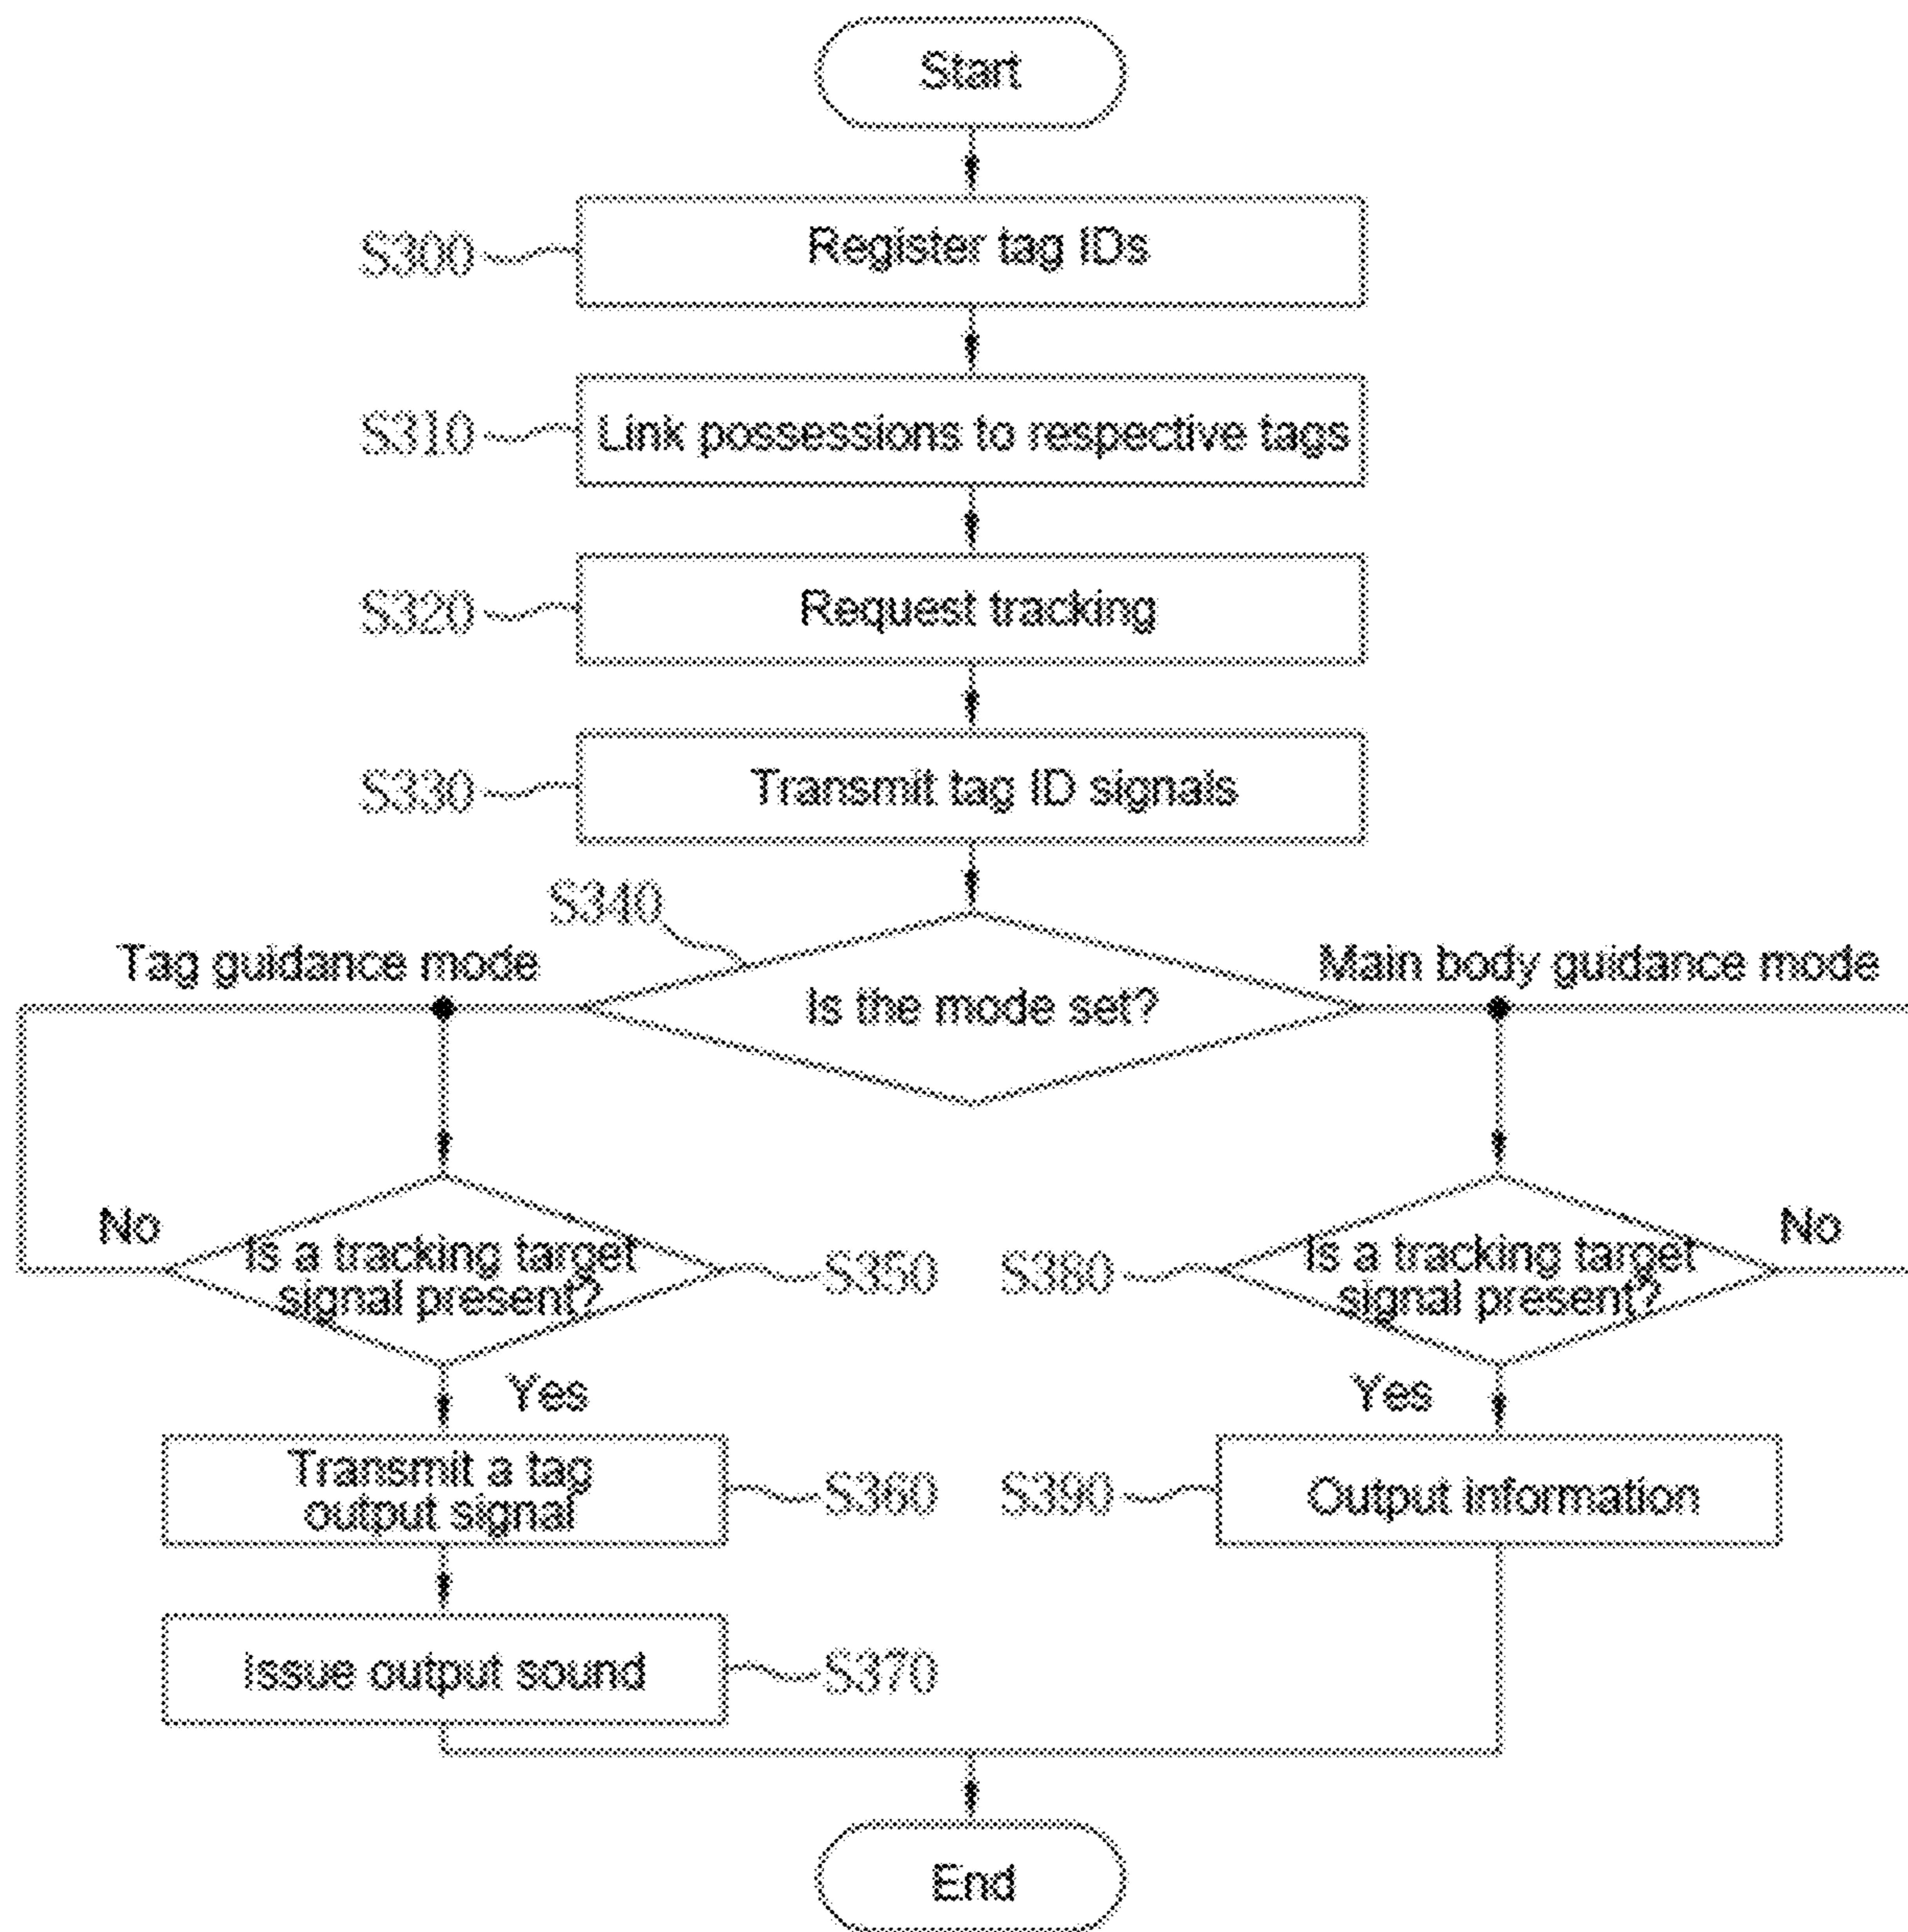 Start
S300
Register tag IDs
S310
Link possessions to respective tags
S320
Request tracking
S330
Transmit tag ID signals
S340
Tag guidance mode
Main body guidance mode
Is the mode set?
No
Is a tracking target
signal present?
S350
S380
Is a tracking target
signal present?
No
Yes
Yes
Transmit a tag
output signal
S360
S390
Output information
Issue output sound
S370
End